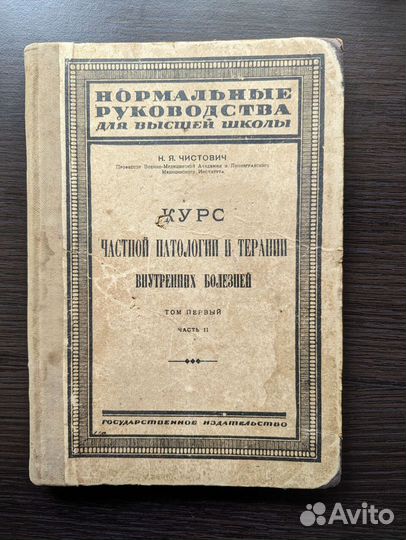 НОРМАЛЬНЫЕ
РУКОВОДСТВА
ДЛЯ ВЫСШЕЙ ШКОЛЫ
Н. Я. ЧИСТОВИЧ
Профессор Военно-Медицинской Академии и Ленинградского
Медицинского Института
КУРС
ЧАСТНОЙ ПАТОЛОГИИ И ТЕРАПИИ
ВНУТРЕННИХ БОЛЕЗНЕЙ
ТОМ ПЕРВЫЙ
ЧАСТЬ II
ГОСУДАРСТВЕННОЕ ИЗДАТЕЛЬСТВО
Avito